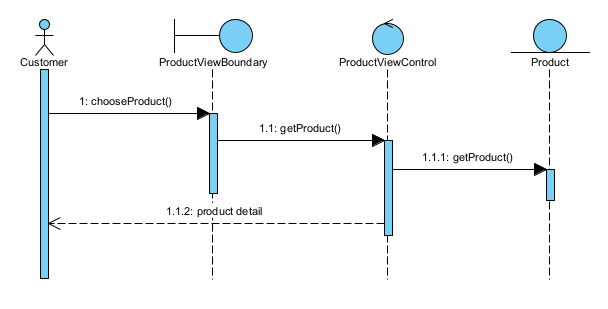 Customer
ProductViewBoundary
ProductViewControl
Product
1: chooseProduct()
1.1: getProduct()
1.1.1: getProduct()
1.1.2: product detail